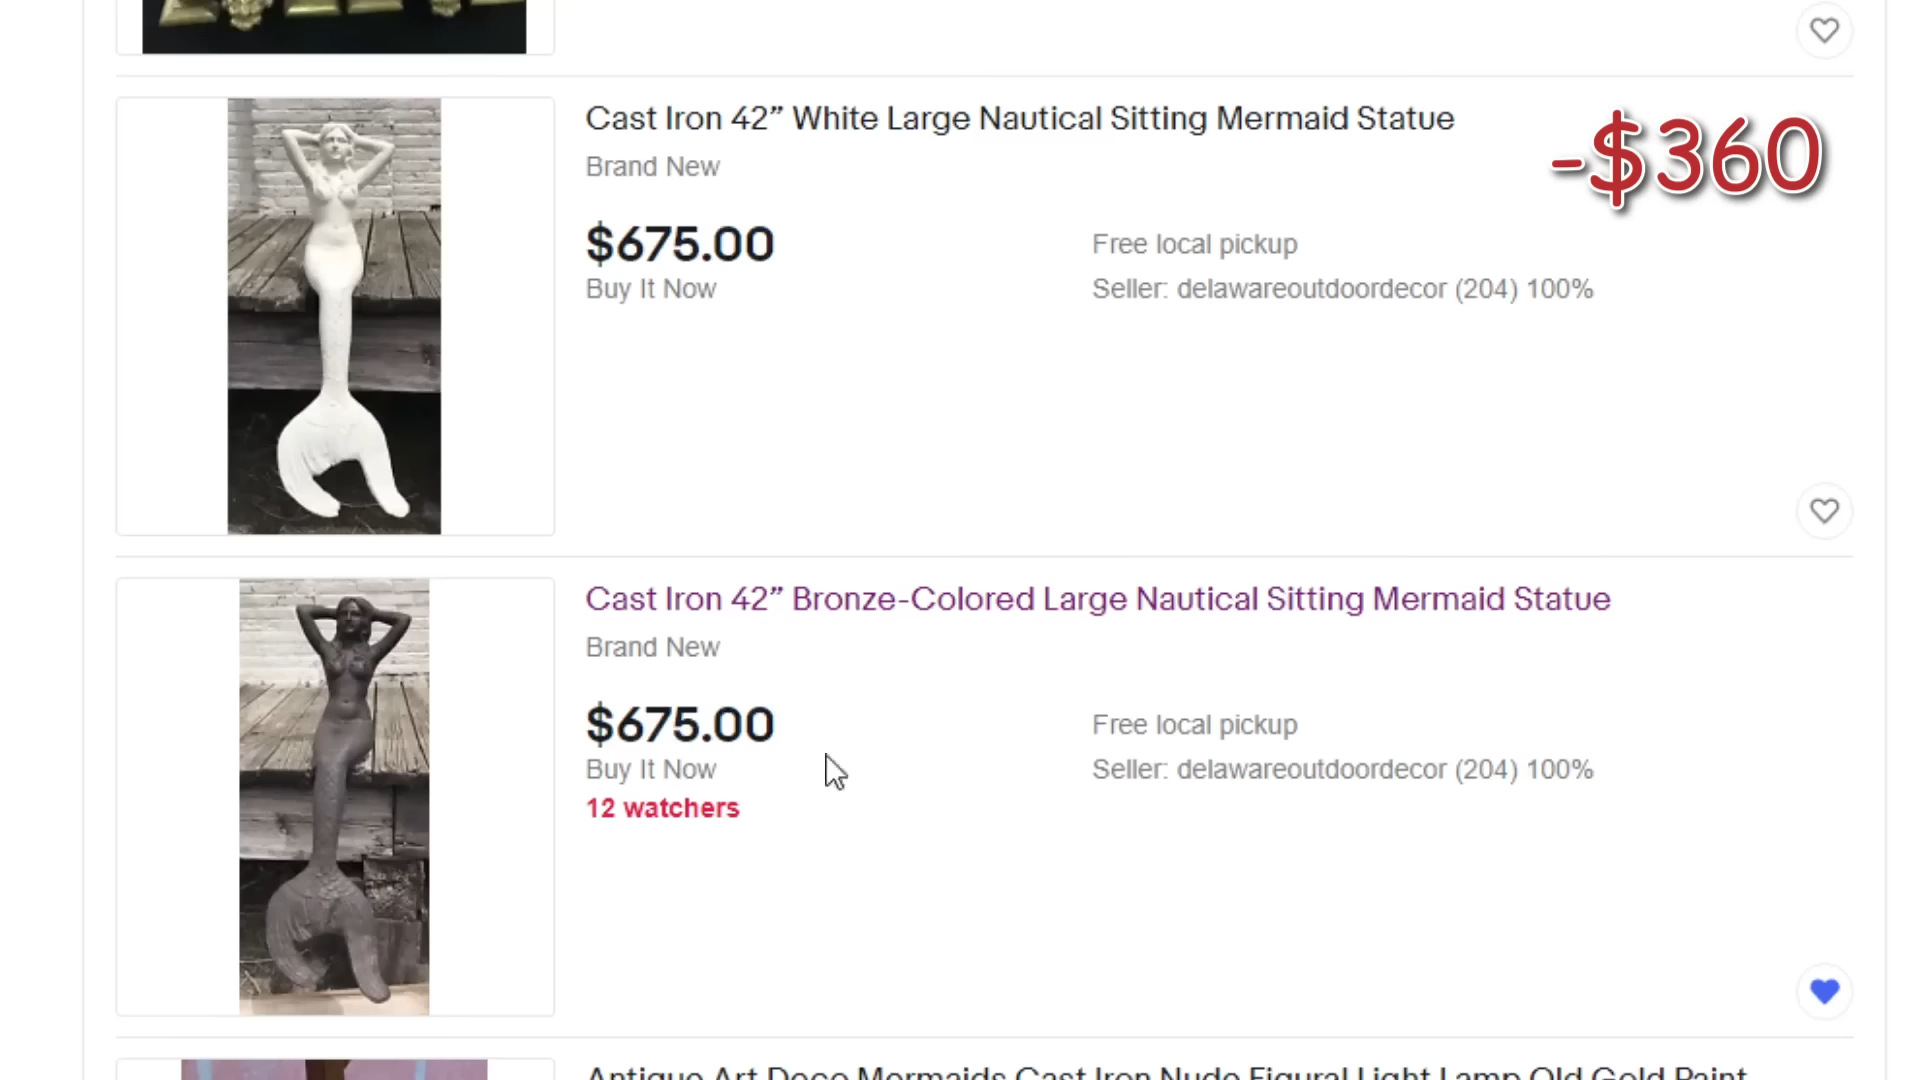 Cast Iron 42” White Large Nautical Sitting Mermaid Statue
-$360
Brand New
$675.00
Free local pickup
Buy It Now
Seller: delawareoutdoordecor (204) 100%
Cast Iron 42” Bronze-Colored Large Nautical Sitting Mermaid Statue
Brand New
$675.00
Free local pickup
Buy It Now
Seller: delawareoutdoordecor (204) 100%
12 watchers
Antique Art Deco Mermaids Cast Iron Nude Figural Light Lamp Old Gold Paint